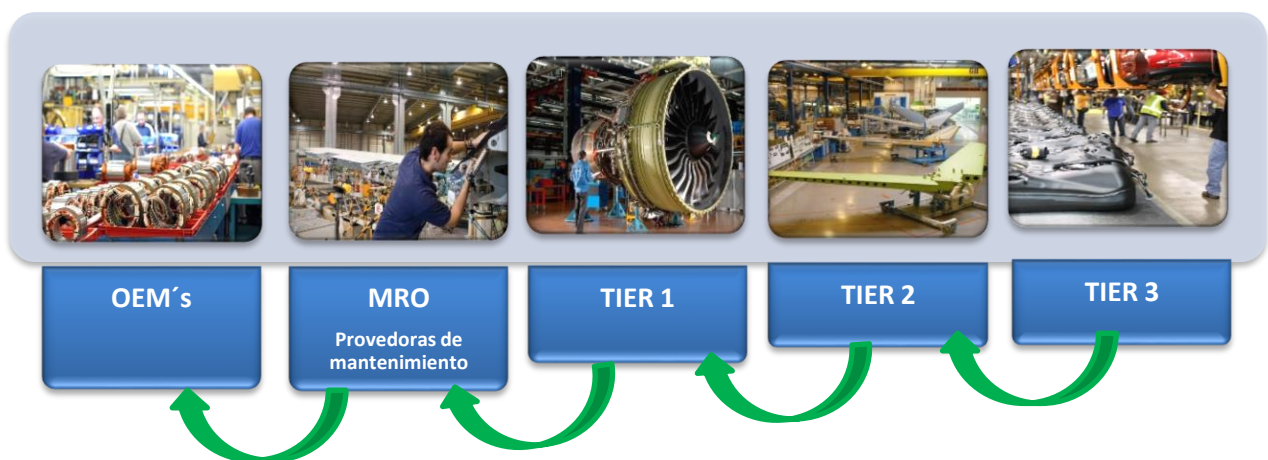 OEM´s
MRO
Provedoras de
mantenimiento
TIER 1
TIER 2
TIER 3